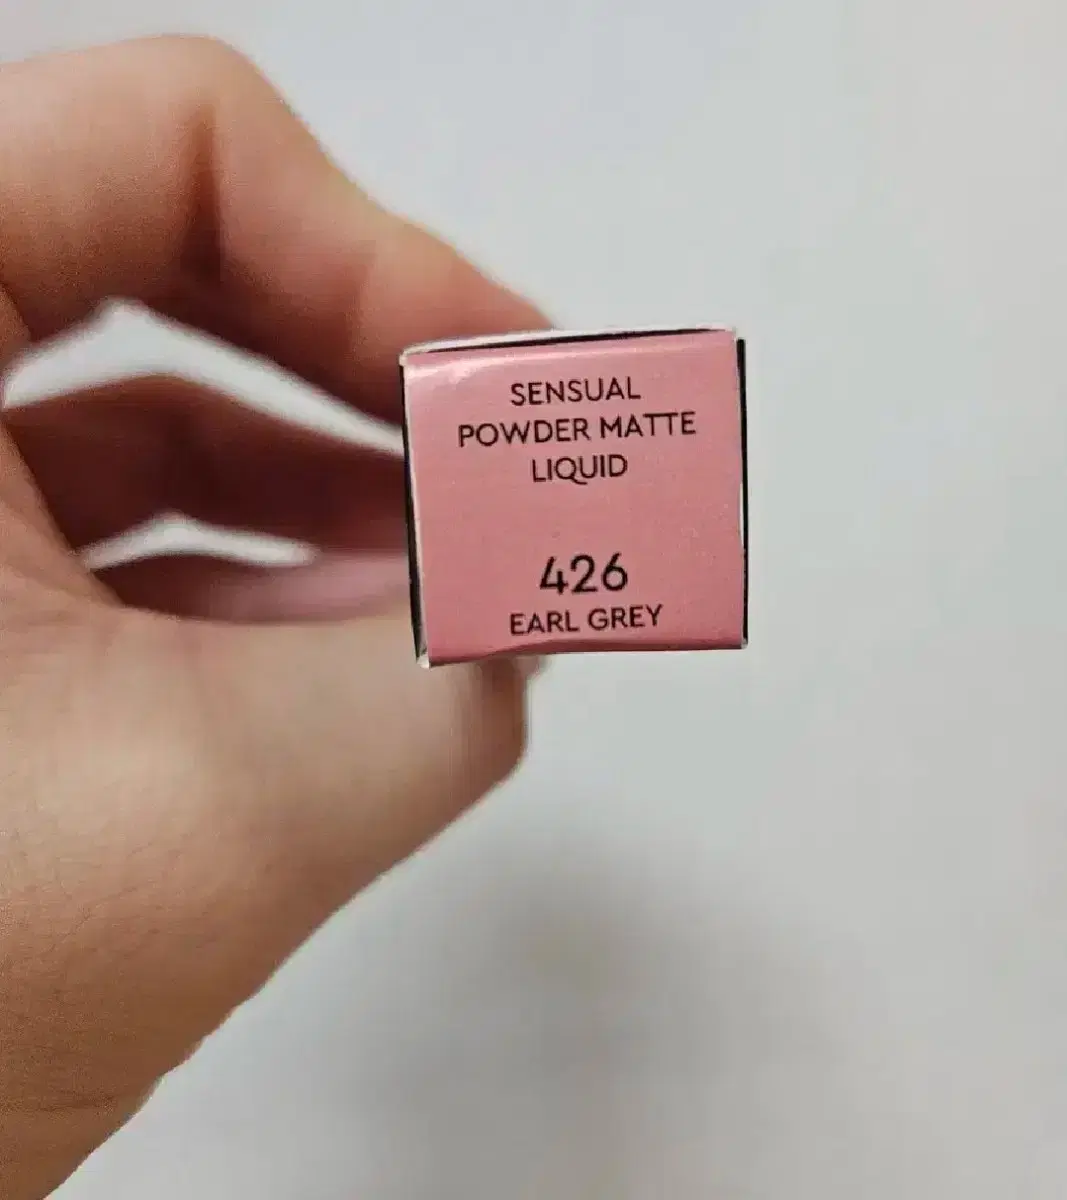 SENSUAL
POWDER MATTE
LIQUID
426
EARL GREY